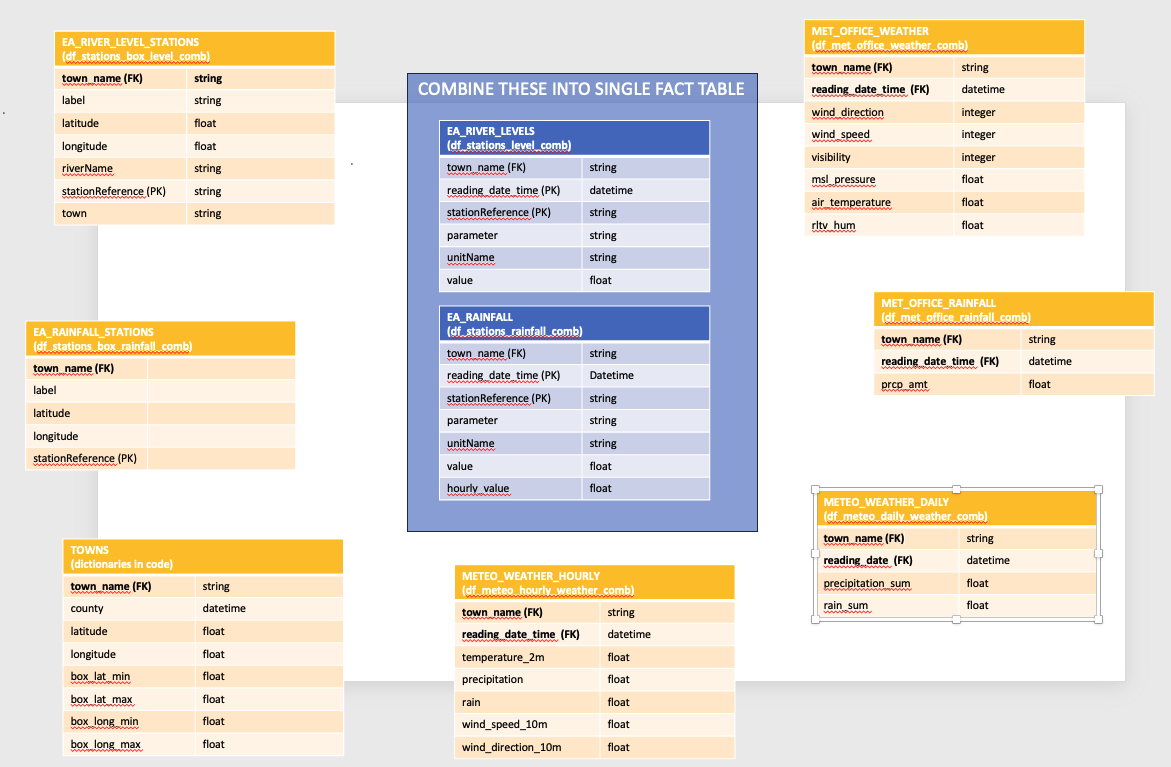 EA_RIVER_LEVEL_STATIONS
(df_stations_box_level_comb)
town_name (FK) string
label string
latitude float
longitude float
riverName string
stationReference (PK) string
town string
EA_RAINFALL_STATIONS
(df_stations_box_rainfall_comb)
town_name (FK)
label
latitude
longitude
stationReference (PK)
TOWNS
(dictionaries in code)
town_name (FK) string
county datetime
latitude float
longitude float
box_lat_min float
box_lat_max float
box_long_min float
box_long_max float
COMBINE THESE INTO SINGLE FACT TABLE
EA_RIVER_LEVELS
(df_stations_level_comb)
town_name (FK) string
reading_date_time (PK) datetime
stationReference (PK) string
parameter string
unitName string
value float
EA_RAINFALL
(df_stations_rainfall_comb)
town_name (FK) string
reading_date_time (PK) Datetime
stationReference (PK) string
parameter string
unitName string
value float
hourly_value float
METEO_WEATHER_HOURLY
(df_meteo_hourly_weather_comb)
town_name (FK) string
reading_date_time (FK) datetime
temperature_2m float
precipitation float
rain float
wind_speed_10m float
wind_direction_10m float
MET_OFFICE_WEATHER
(df_met_office_weather_comb)
town_name (FK) string
reading_date_time (FK) datetime
wind_direction integer
wind_speed integer
visibility integer
msl_pressure float
air_temperature float
rltv_hum float
MET_OFFICE_RAINFALL
(df_met_office_rainfall_comb)
town_name (FK) string
reading_date_time (FK) datetime
prcp_amt float
METEO_WEATHER_DAILY
(df_meteo_daily_weather_comb)
town_name (FK) string
reading_date (FK) datetime
precipitation_sum float
rain_sum float